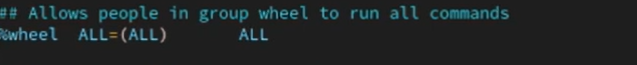 ## Allows people in group wheel to run all commands
%wheel  ALL=(ALL)       ALL